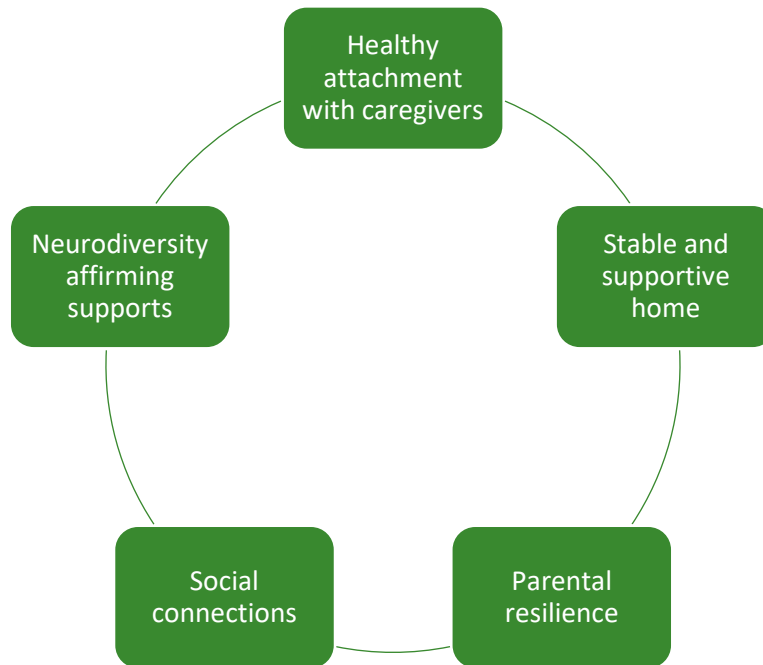 Healthy
attachment
with caregivers
Stable and
supportive
home
Parental
resilience
Social
connections
Neurodiversity
affirming
supports